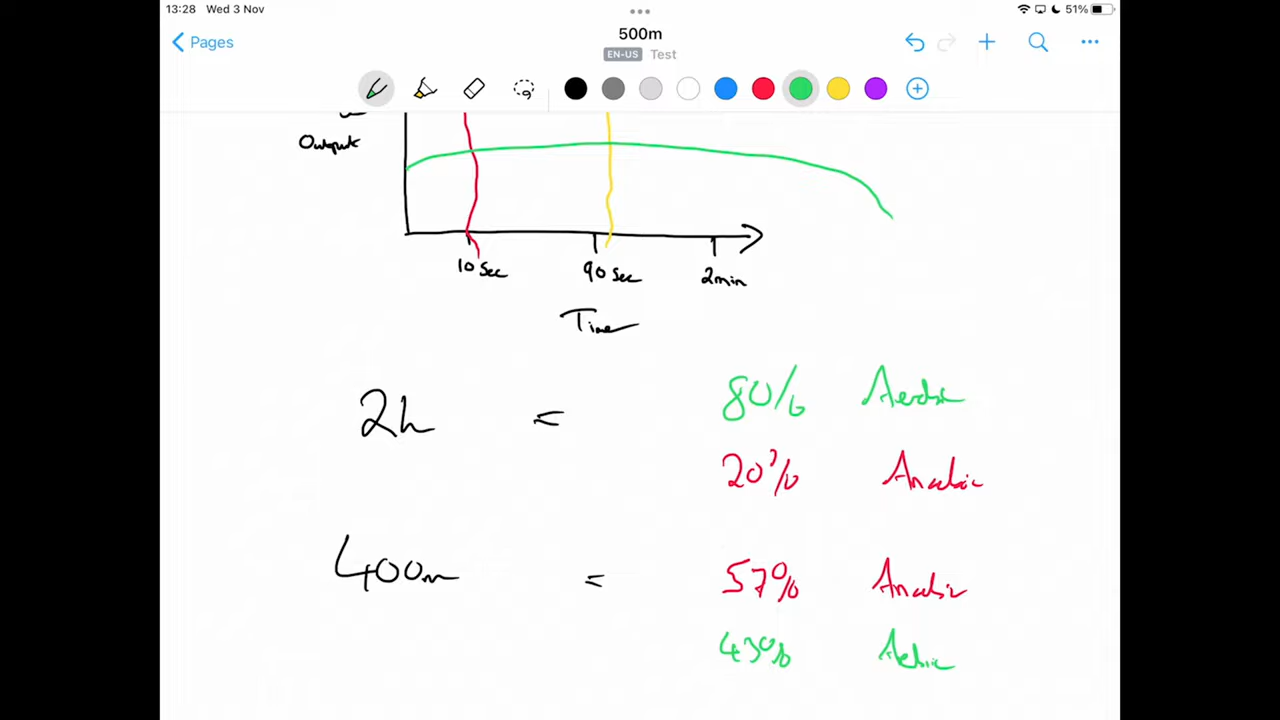 13:28 Wed 3 Nov
51%
Pages
500m
EN-US Test
Output
10 Sec
90 Sec
2min
Time
80% Aerobic
2k =
20% Anaerobic
400m = 57% Anaerobic
43% Aerobic